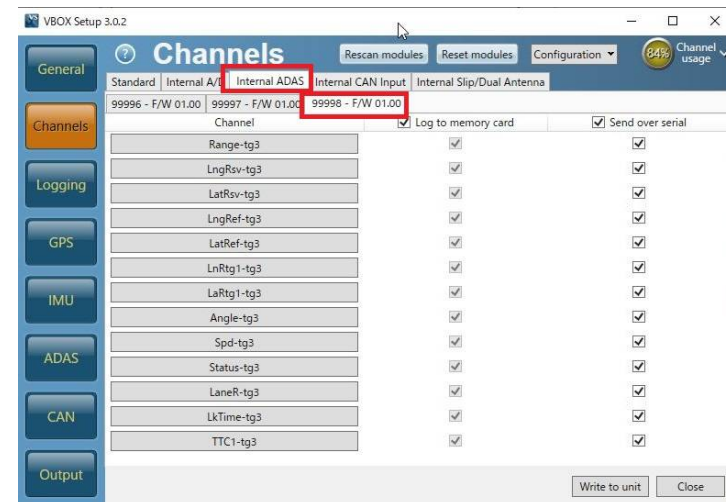 VBOX Setup 3.0.2
General
Channels
Logging
GPS
IMU
ADAS
CAN
Output
Channels
Rescan modules Reset modules Configuration 84% Channel usage
Standard Internal A/D Internal ADAS Internal CAN Input Internal Slip/Dual Antenna
99996 - F/W 01.00 99997 - F/W 01.00 99998 - F/W 01.00
Channel Log to memory card Send over serial
Range-tg3
LngRsv-tg3
LatRsv-tg3
LngRef-tg3
LatRef-tg3
LnRtg1-tg3
LaRtg1-tg3
Angle-tg3
Spd-tg3
Status-tg3
LaneR-tg3
LkTime-tg3
TTC1-tg3
Write to unit Close